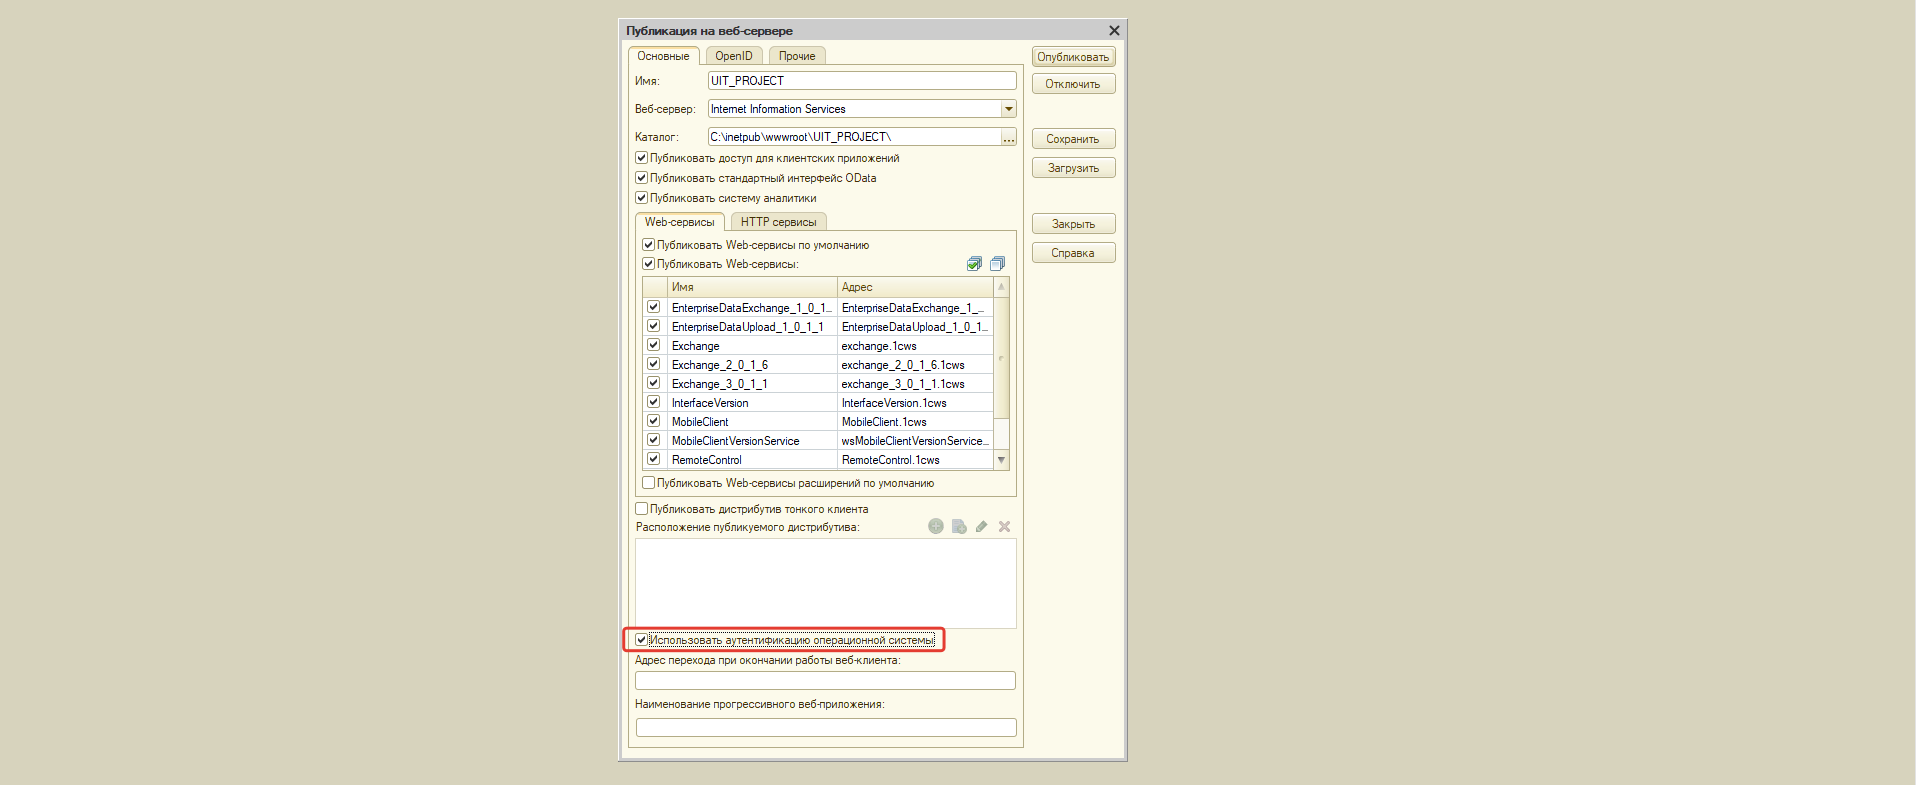 Публикация на веб-сервере
Основные
OpenID
Прочие
Опубликовать
Имя:
UIT_PROJECT
Отключить
Веб-сервер:
Internet Information Services
Каталог:
C:\inetpub\wwwroot\UIT_PROJECT\
...
Сохранить
Публиковать доступ для клиентских приложений
Загрузить
Публиковать стандартный интерфейс OData
Публиковать систему аналитики
Web-сервисы
HTTP сервисы
Закрыть
Публиковать Web-сервисы по умолчанию
Справка
Публиковать Web-сервисы:
Имя
Адрес
EnterpriseDataExchange_1_0_1...
EnterpriseDataExchange_1_...
EnterpriseDataUpload_1_0_1_1
EnterpriseDataUpload_1_0_1...
Exchange
exchange.1cws
Exchange_2_0_1_6
exchange_2_0_1_6.1cws
Exchange_3_0_1_1
exchange_3_0_1_1.1cws
InterfaceVersion
InterfaceVersion.1cws
MobileClient
MobileClient.1cws
MobileClientVersionService
wsMobileClientVersionService...
RemoteControl
RemoteControl.1cws
Публиковать Web-сервисы расширений по умолчанию
Публиковать дистрибутив тонкого клиента
Расположение публикуемого дистрибутива:
Использовать аутентификацию операционной системы
Адрес перехода при окончании работы веб-клиента:
Наименование прогрессивного веб-приложения: